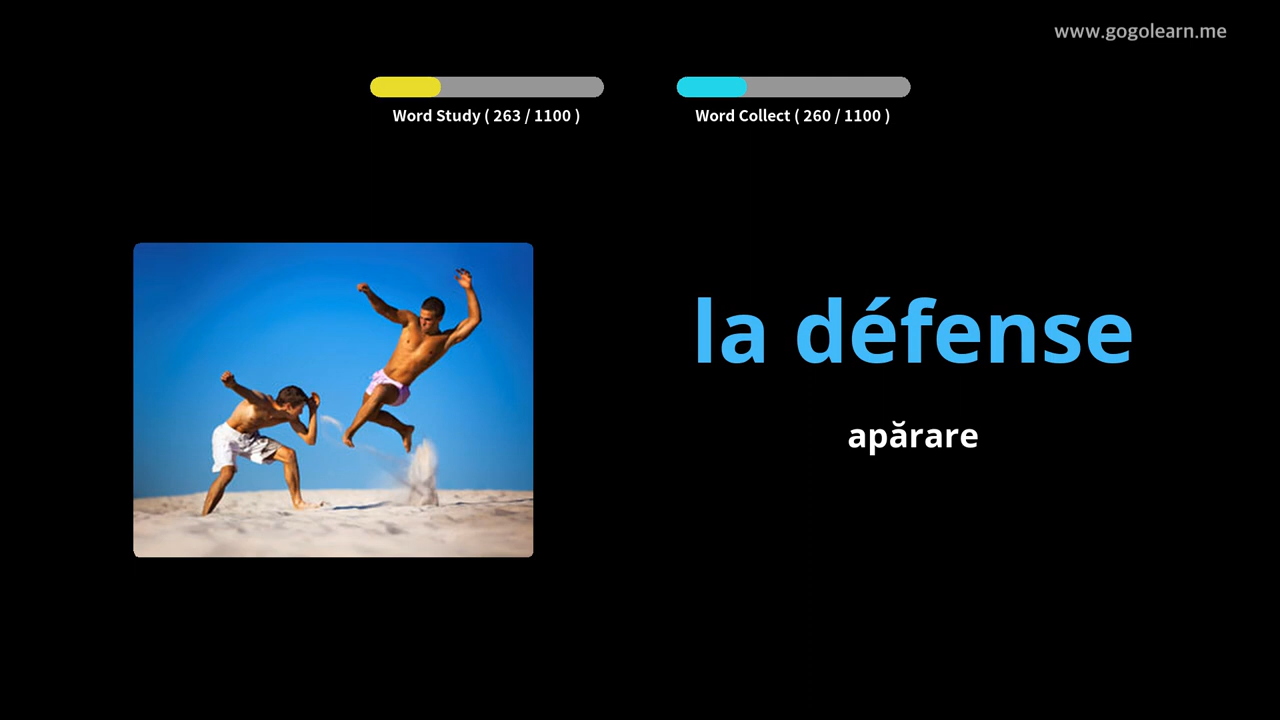 www.gogolearn.me
Word Study ( 263 / 1100 )
Word Collect ( 260 / 1100 )
la défense
apărare